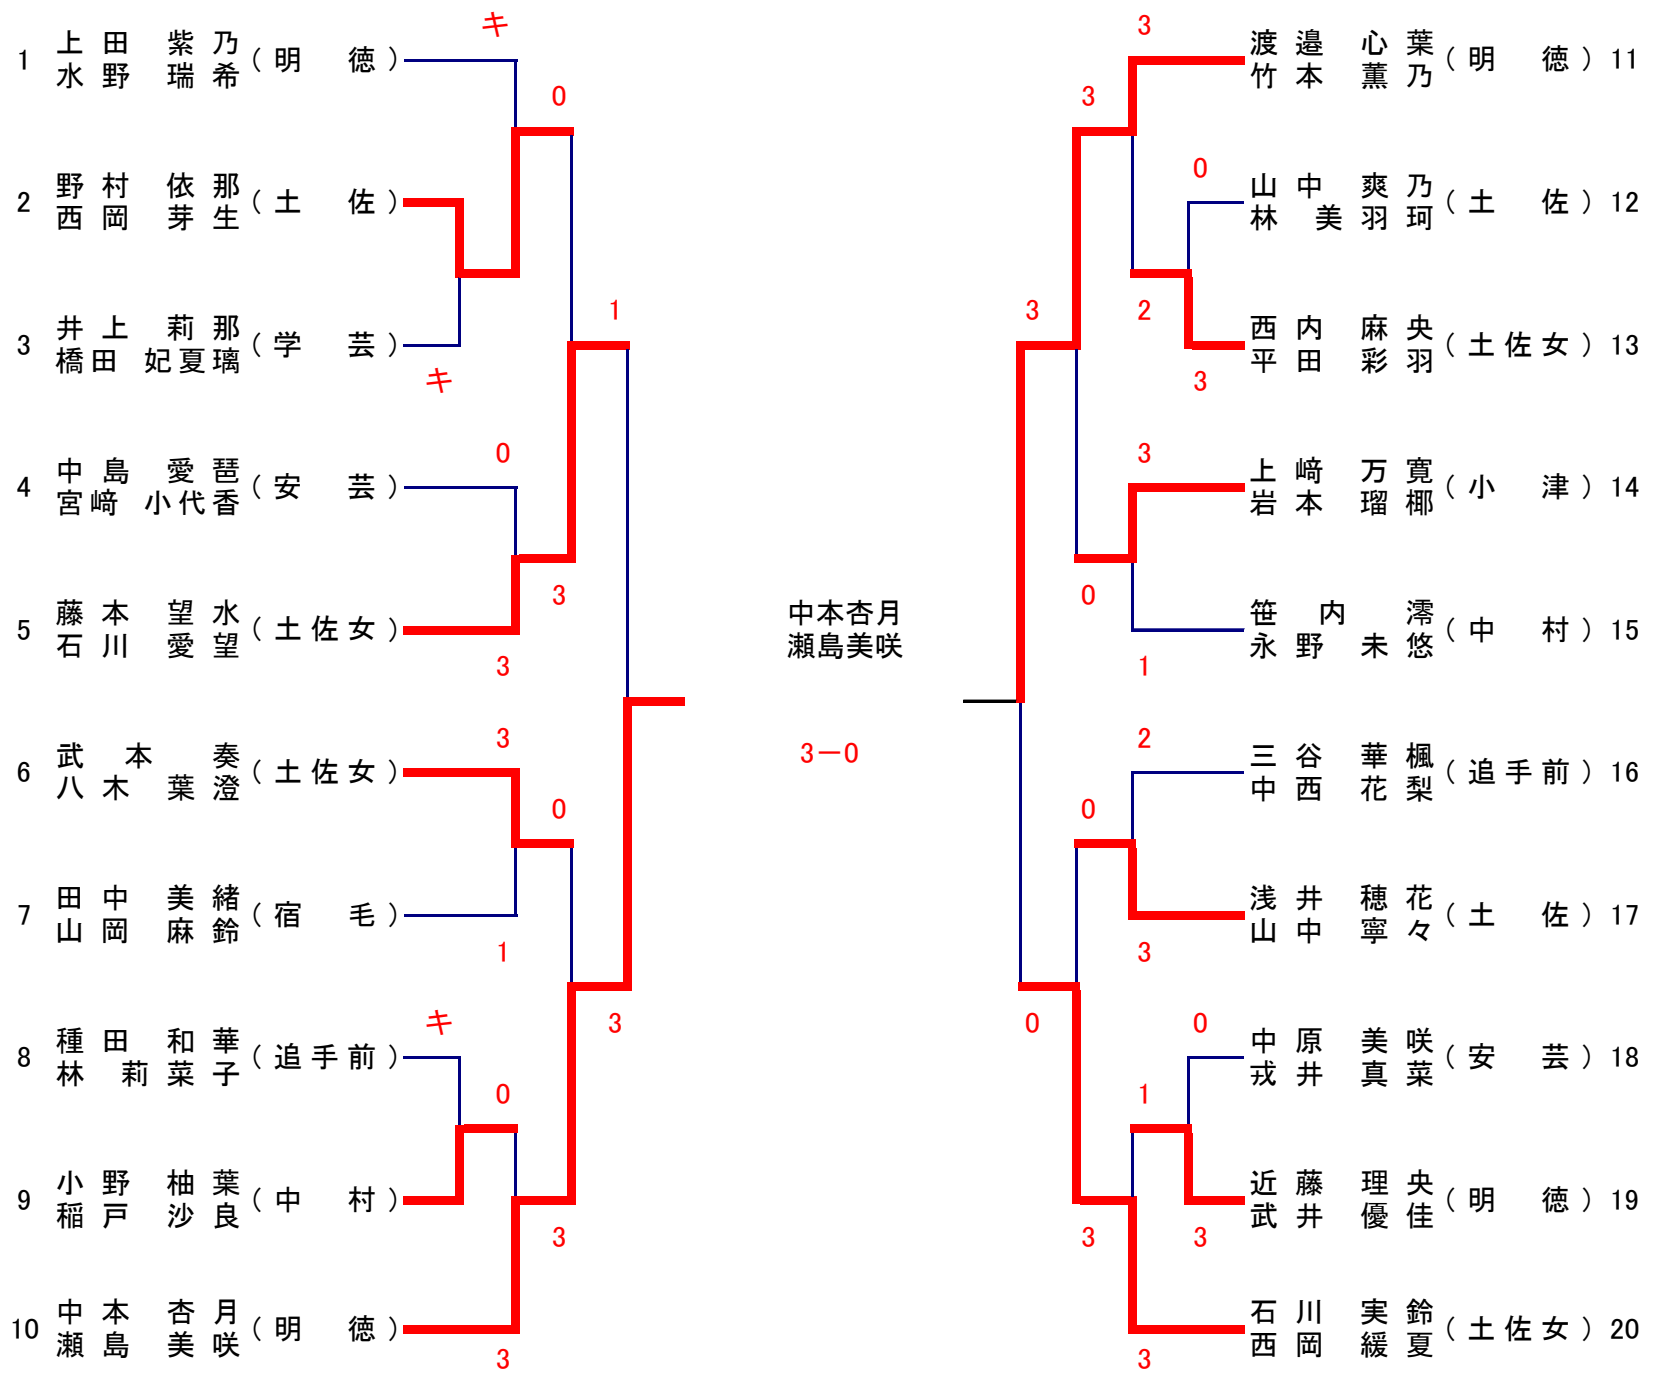 1 上田 紫乃 (明 徳)
水野 瑞希
キ
0
2 野村 依那 (土 佐)
西岡 芽生
3 井上 莉那 (学 芸)
橋田 妃夏璃
キ
1
4 中島 愛琶 (安 芸)
宮﨑 小代香
0
3
5 藤本 望水 (土佐女)
石川 愛望
3
6 武本 奏 (土佐女)
八木 葉澄
3
0
7 田中 美緒 (宿 毛)
山岡 麻鈴
1
8 種田 和華 (追手前)
林 莉菜子
キ
3
0
9 小野 柚葉 (中 村)
稲戸 沙良
3
10 中本 杏月 (明 徳)
瀬島 美咲
3
中本杏月
瀬島美咲
3－0
3
渡邉 心葉 (明 徳) 11
竹本 薫乃
3
0
山中 爽乃 (土 佐) 12
林 美羽珂
3
2
西内 麻央 (土佐女) 13
平田 彩羽
3
3
上﨑 万寛 (小 津) 14
岩本 瑠椰
0
笹内 澪 (中 村) 15
永野 未悠
1
2
三谷 華楓 (追手前) 16
中西 花梨
0
浅井 穂花 (土 佐) 17
山中 寧々
3
0
0
中原 美咲 (安 芸) 18
戎井 真菜
1
近藤 理央 (明 徳) 19
武井 優佳
3
3
石川 実鈴 (土佐女) 20
西岡 緩夏
3